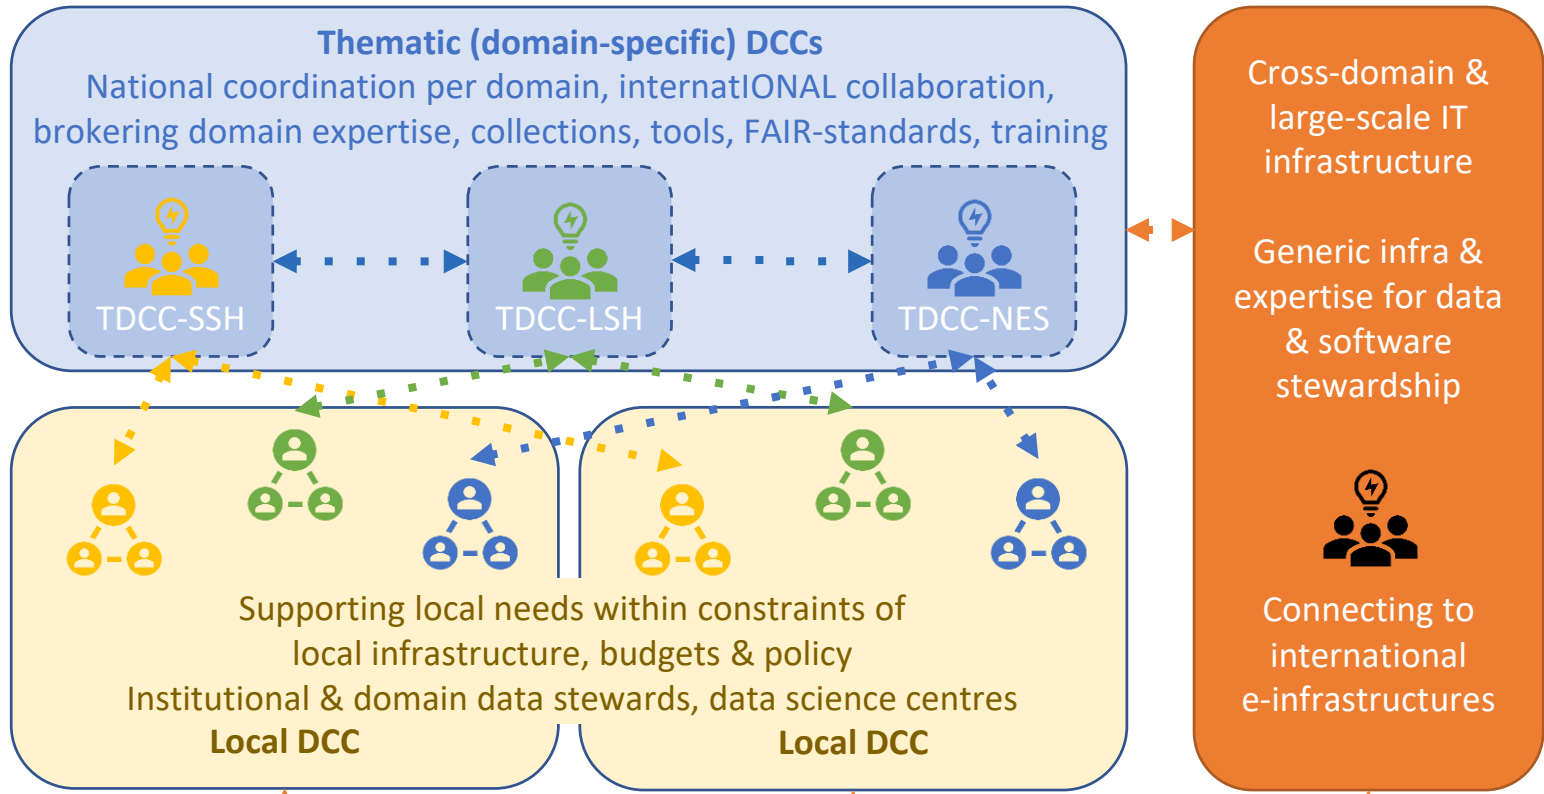 Thematic (domain-specific) DCCs
National coordination per domain, internatIONAL collaboration,
brokering domain expertise, collections, tools, FAIR-standards, training
TDCC-SSH
TDCC-LSH
TDCC-NES
Supporting local needs within constraints of
local infrastructure, budgets & policy
Institutional & domain data stewards, data science centres
Local DCC
Local DCC
Cross-domain &
large-scale IT
infrastructure
Generic infra &
expertise for data
& software
stewardship
Connecting to
international
e-infrastructures